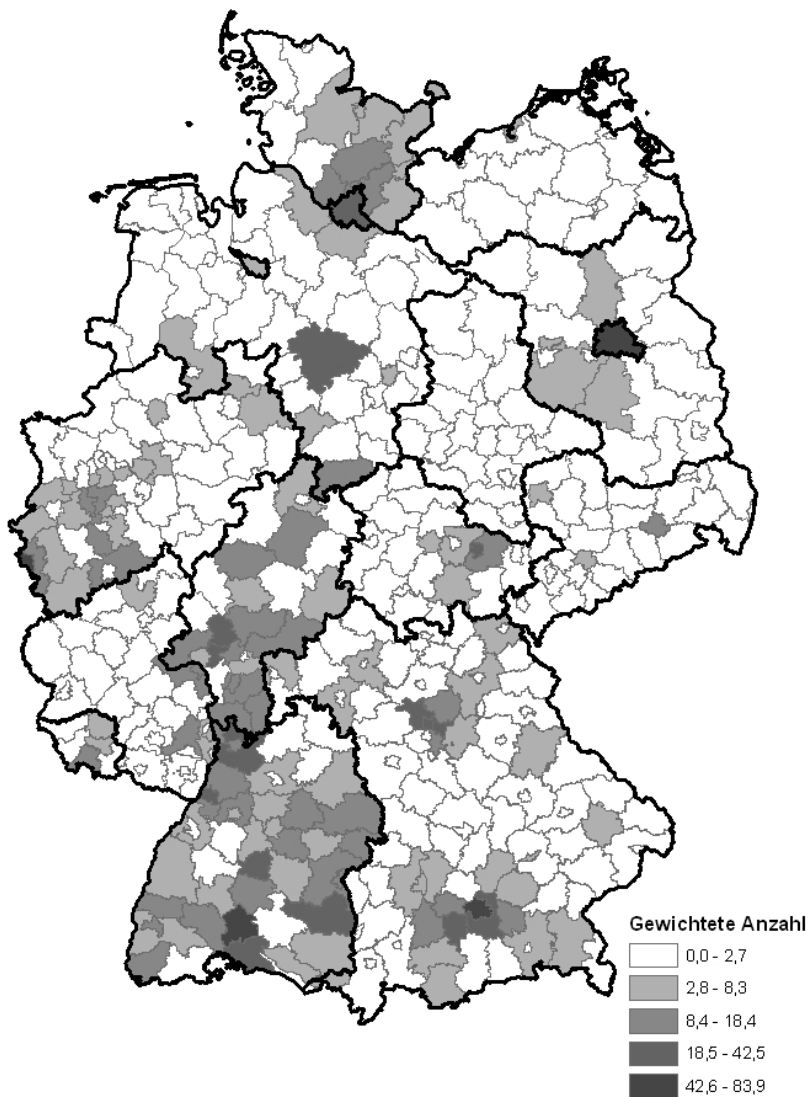 Gewichtete Anzahl
0,0 - 2,7
2,8 - 8,3
8,4 - 18,4
18,5 - 42,5
42,6 - 83,9